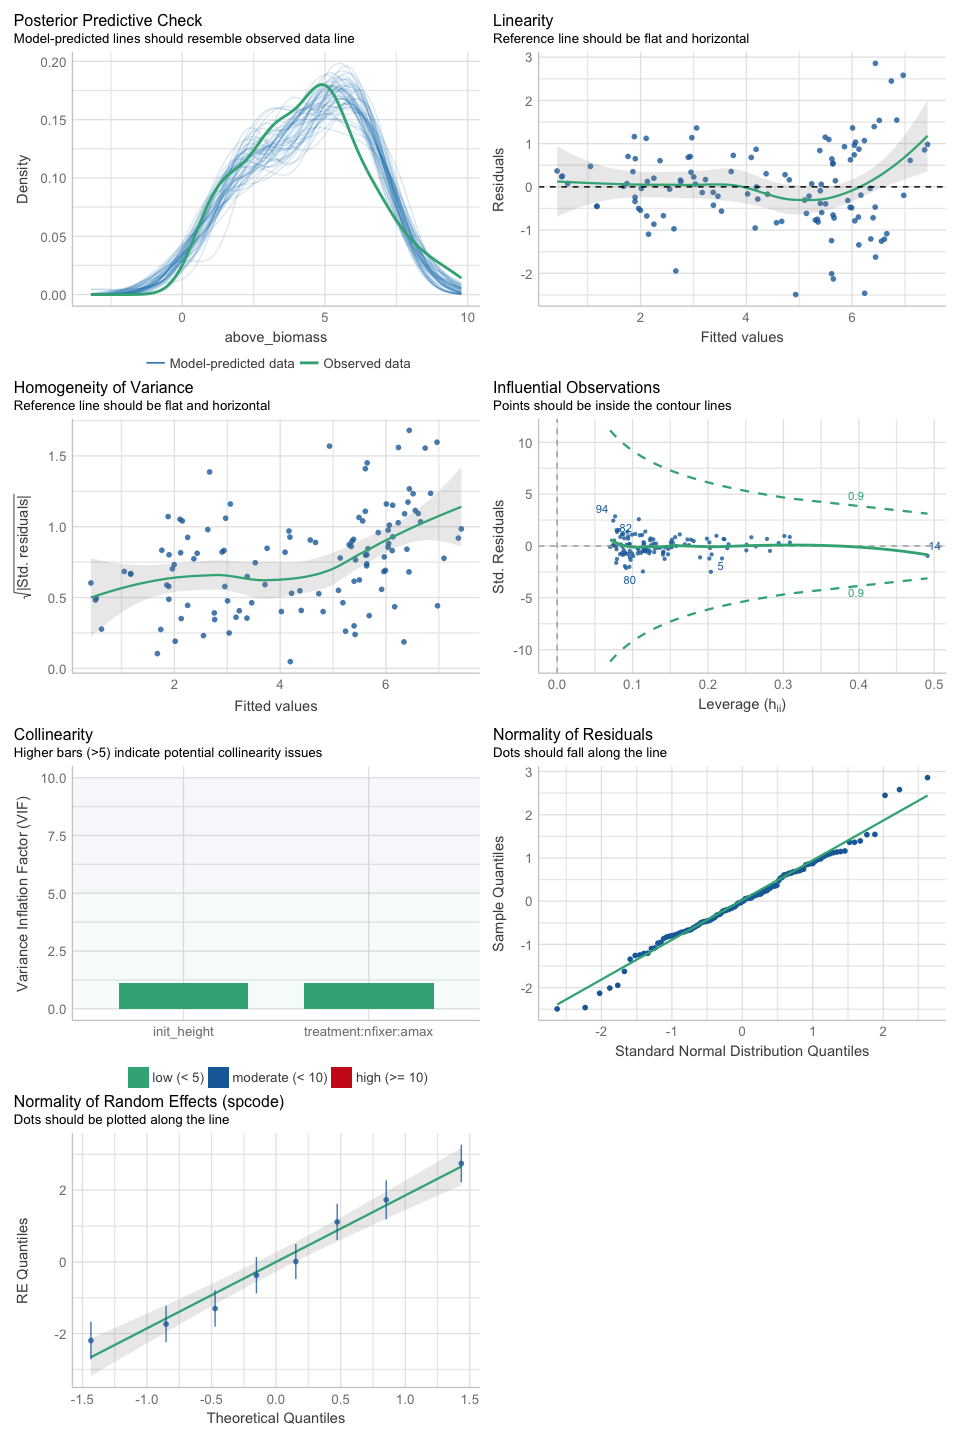 Posterior Predictive Check
Model-predicted lines should resemble observed data line
0.20
0.15
0.10
0.05
0.00
Density
0
5
10
above_biomass
Model-predicted data
Observed data
Linearity
Reference line should be flat and horizontal
3
2
1
0
-1
-2
Residuals
2
4
6
Fitted values
Homogeneity of Variance
Reference line should be flat and horizontal
1.5
1.0
0.5
0.0
√|Std. residuals|
2
4
6
Fitted values
Influential Observations
Points should be inside the contour lines
10
5
0
-5
-10
Std. Residuals
0.9
94
82
14
5
80
0.9
0.0
0.1
0.2
0.3
0.4
0.5
Leverage (hii)
Collinearity
Higher bars (>5) indicate potential collinearity issues
10.0
7.5
5.0
2.5
0.0
Variance Inflation Factor (VIF)
init_height
treatment:nfixer:amax
low (< 5)
moderate (< 10)
high (>= 10)
Normality of Residuals
Dots should fall along the line
3
2
1
0
-1
-2
Sample Quantiles
-2
-1
0
1
2
Standard Normal Distribution Quantiles
Normality of Random Effects (spcode)
Dots should be plotted along the line
2
0
-2
RE Quantiles
-1.5
-1.0
-0.5
0.0
0.5
1.0
1.5
Theoretical Quantiles